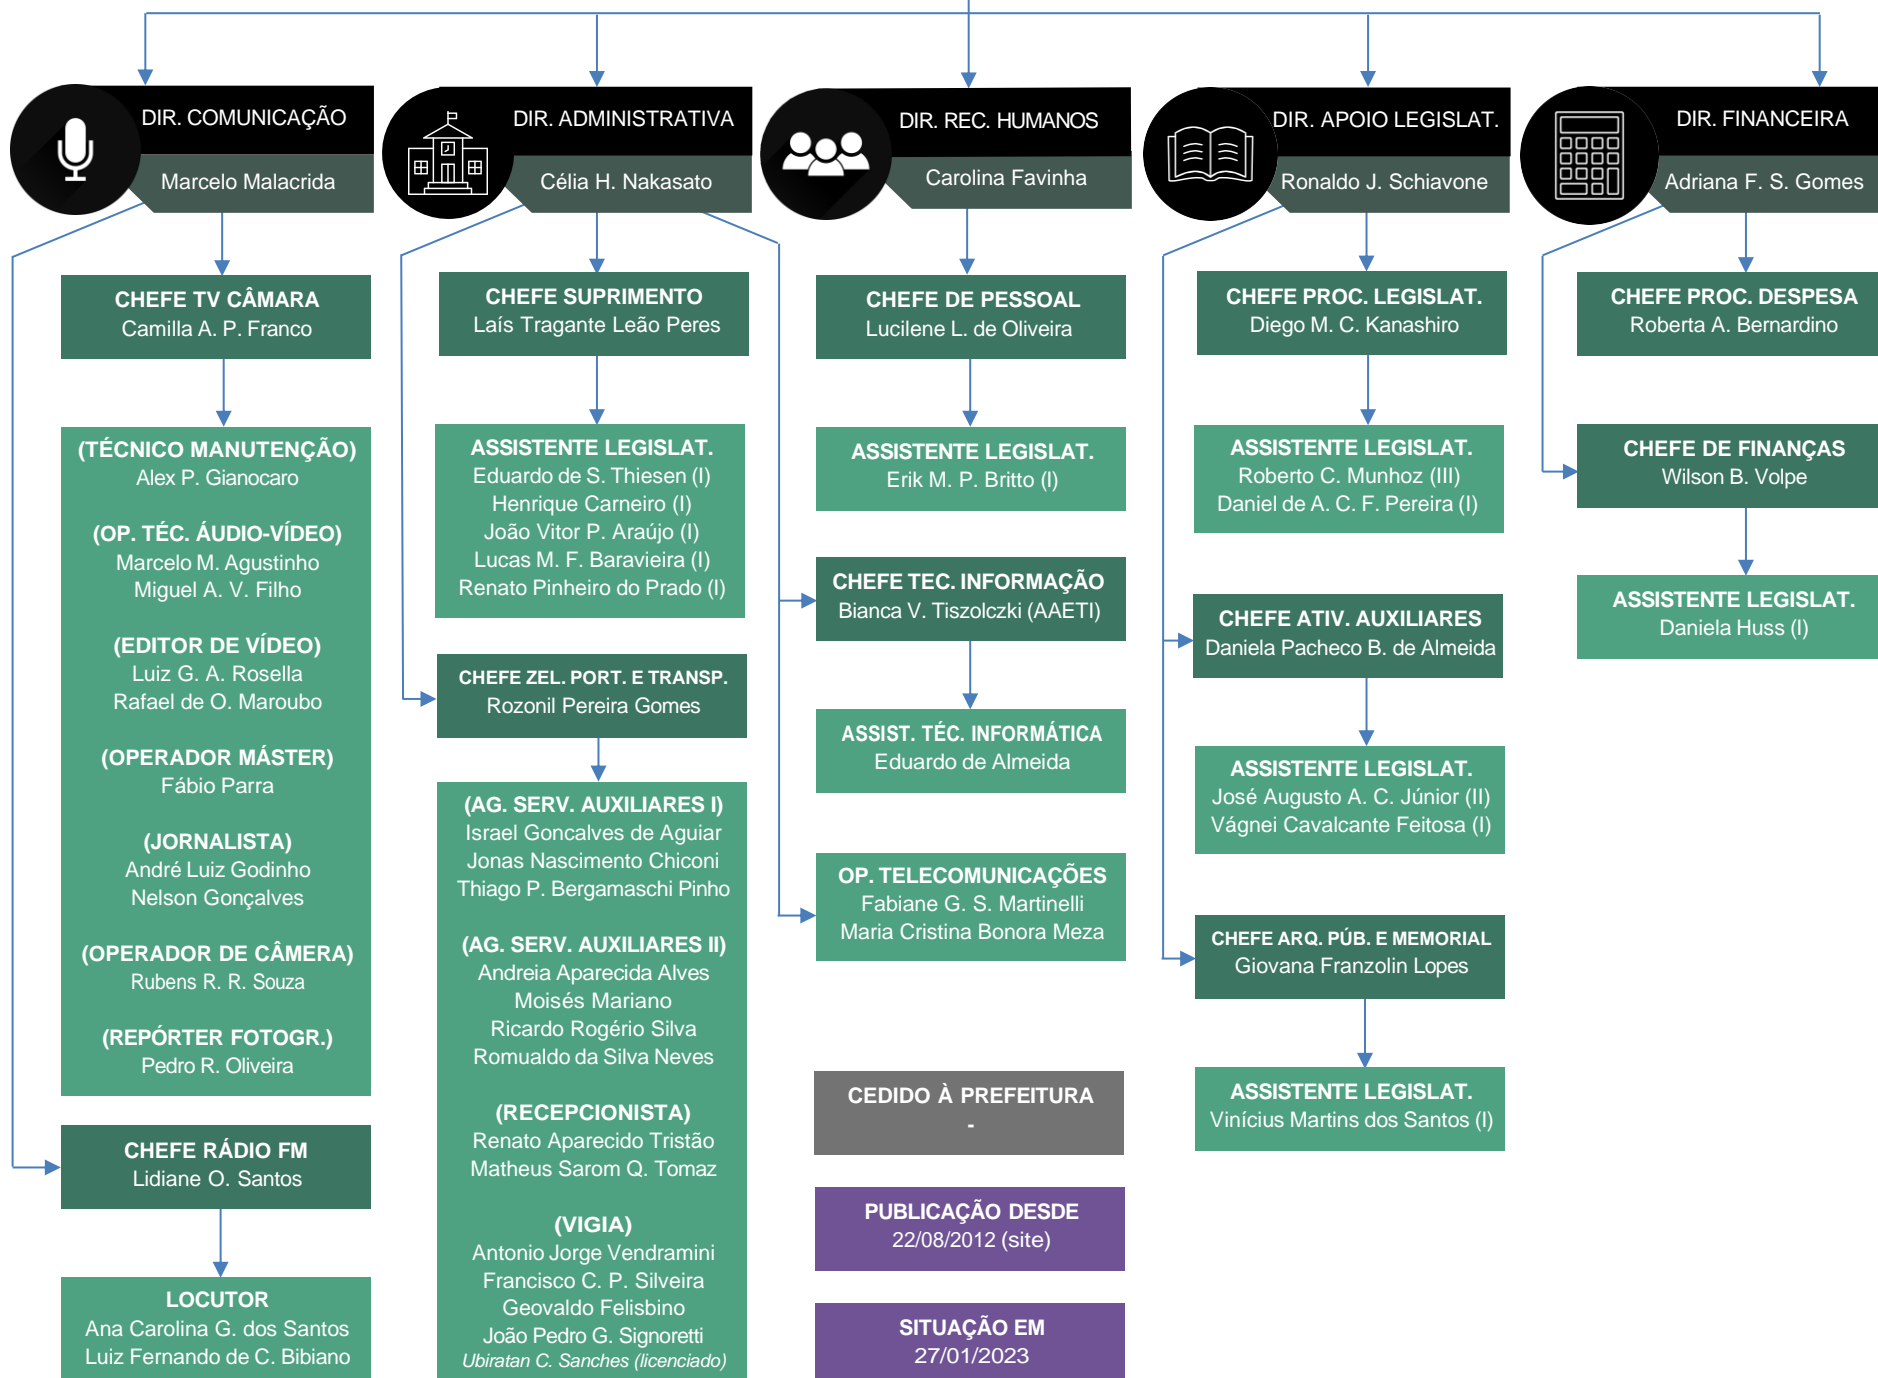 DIR. COMUNICAÇÃO
Marcelo Malacrida
CHEFE TV CÂMARA
Camilla A. P. Franco
(TÉCNICO MANUTENÇÃO)
Alex P. Gianocaro
(OP. TÉC. ÁUDIO-VÍDEO)
Marcelo M. Agustinho
Miguel A. V. Filho
(EDITOR DE VÍDEO)
Luiz G. A. Rosella
Rafael de O. Maroubo
(OPERADOR MÁSTER)
Fábio Parra
(JORNALISTA)
André Luiz Godinho
Nelson Gonçalves
(OPERADOR DE CÂMERA)
Rubens R. R. Souza
(REPÓRTER FOTOGR.)
Pedro R. Oliveira
CHEFE RÁDIO FM
Lidiane O. Santos
LOCUTOR
Ana Carolina G. dos Santos
Luiz Fernando de C. Bibiano
DIR. ADMINISTRATIVA
Célia H. Nakasato
CHEFE SUPRIMENTO
Laís Tragante Leão Peres
ASSISTENTE LEGISLAT.
Eduardo de S. Thiesen (I)
Henrique Carneiro (I)
João Vitor P. Araújo (I)
Lucas M. F. Baravieira (I)
Renato Pinheiro do Prado (I)
CHEFE ZEL. PORT. E TRANSP.
Rozonil Pereira Gomes
(AG. SERV. AUXILIARES I)
Israel Goncalves de Aguiar
Jonas Nascimento Chiconi
Thiago P. Bergamaschi Pinho
(AG. SERV. AUXILIARES II)
Andreia Aparecida Alves
Moisés Mariano
Ricardo Rogério Silva
Romualdo da Silva Neves
(RECEPCIONISTA)
Renato Aparecido Tristão
Matheus Sarom Q. Tomaz
(VIGIA)
Antonio Jorge Vendramini
Francisco C. P. Silveira
Geovaldo Felisbino
João Pedro G. Signoretti
Ubiratan C. Sanches (licenciado)
DIR. REC. HUMANOS
Carolina Favinha
CHEFE DE PESSOAL
Lucilene L. de Oliveira
ASSISTENTE LEGISLAT.
Erik M. P. Britto (I)
CHEFE TEC. INFORMAÇÃO
Bianca V. Tiszolczki (AAETI)
ASSIST. TÉC. INFORMÁTICA
Eduardo de Almeida
OP. TELECOMUNICAÇÕES
Fabiane G. S. Martinelli
Maria Cristina Bonora Meza
CEDIDO À PREFEITURA
-
PUBLICAÇÃO DESDE
22/08/2012 (site)
SITUAÇÃO EM
27/01/2023
DIR. APOIO LEGISLAT.
Ronaldo J. Schiavone
CHEFE PROC. LEGISLAT.
Diego M. C. Kanashiro
ASSISTENTE LEGISLAT.
Roberto C. Munhoz (III)
Daniel de A. C. F. Pereira (I)
CHEFE ATIV. AUXILIARES
Daniela Pacheco B. de Almeida
ASSISTENTE LEGISLAT.
José Augusto A. C. Júnior (II)
Vágnei Cavalcante Feitosa (I)
CHEFE ARQ. PÚB. E MEMORIAL
Giovana Franzolin Lopes
ASSISTENTE LEGISLAT.
Vinícius Martins dos Santos (I)
DIR. FINANCEIRA
Adriana F. S. Gomes
CHEFE PROC. DESPESA
Roberta A. Bernardino
CHEFE DE FINANÇAS
Wilson B. Volpe
ASSISTENTE LEGISLAT.
Daniela Huss (I)